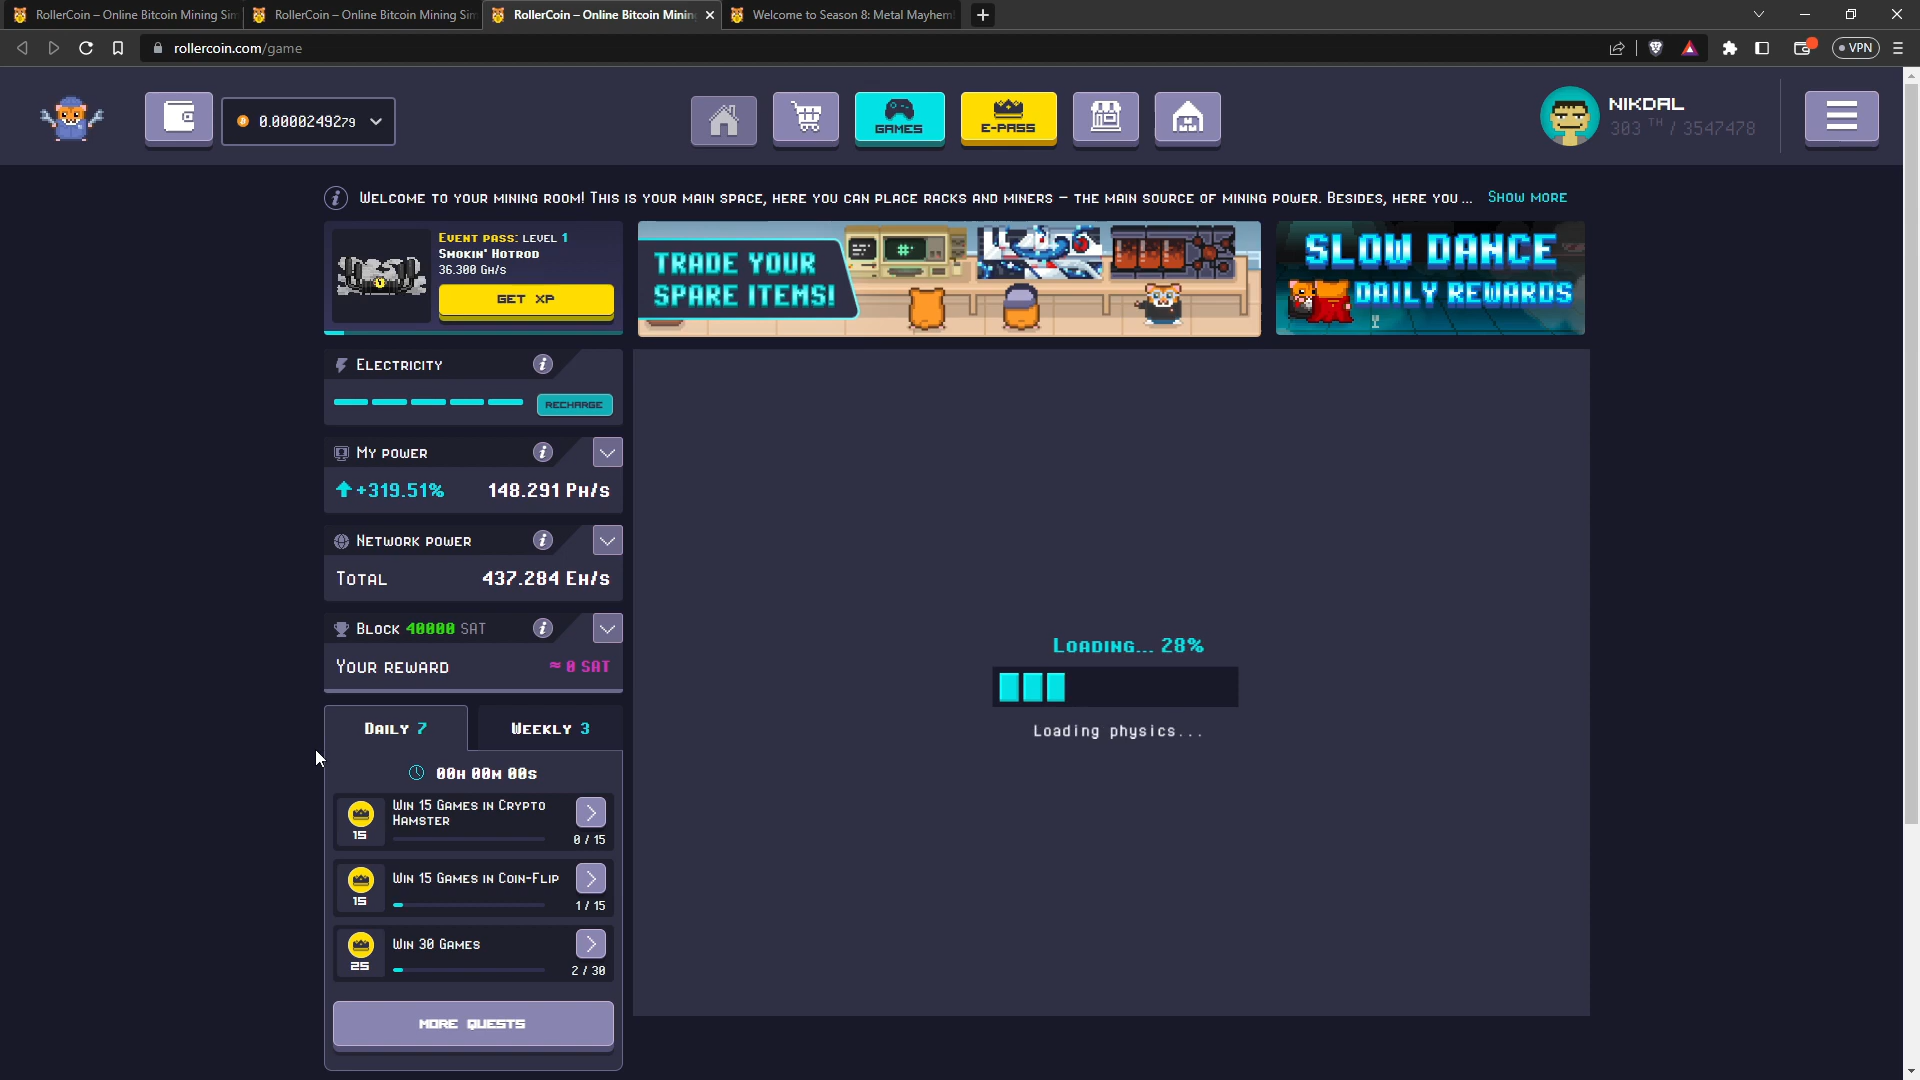 RollerCoin – Online Bitcoin Mining Sim
RollerCoin – Online Bitcoin Mining Sim
RollerCoin – Online Bitcoin Mining
Welcome to Season 8: Metal Mayhem!
rollercoin.com/game
VPN
0.0000249279
GAMES
E-PASS
NIKDAL
303 TH / 3547478
WELCOME TO YOUR MINING ROOM! THIS IS YOUR MAIN SPACE, HERE YOU CAN PLACE RACKS AND MINERS – THE MAIN SOURCE OF MINING POWER. BESIDES, HERE YOU ... SHOW MORE
EVENT PASS: LEVEL 1
SMOKIN' HOTROD
36.300 GH/S
GET XP
TRADE YOUR
SPARE ITEMS!
SLOW DANCE
DAILY REWARDS
ELECTRICITY
RECHARGE
MY POWER
+319.51% 148.291 PH/S
NETWORK POWER
TOTAL 437.284 EH/S
BLOCK 40000 SAT
YOUR REWARD ≈ 0 SAT
DAILY 7 WEEKLY 3
00H 00M 00S
WIN 15 GAMES IN CRYPTO
HAMSTER
15
0 / 15
WIN 15 GAMES IN COIN-FLIP
15
1 / 15
WIN 30 GAMES
25
2 / 30
MORE QUESTS
LOADING... 28%
Loading physics...